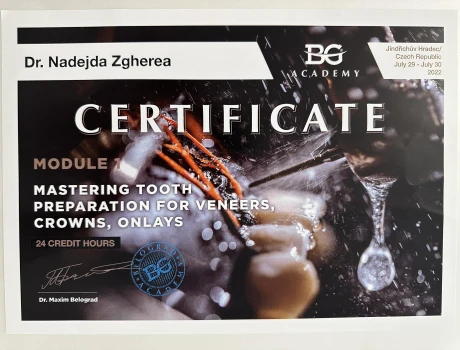 Dr. Nadejda Zgherea
BG
ACADEMY
Jindřichův Hradec/
Czech Republic
July 29 - July 30
2022
CERTIFICATE
MODULE 1
MASTERING TOOTH
PREPARATION FOR VENEERS,
CROWNS, ONLAYS
24 CREDIT HOURS
BG
Dr. Maxim Belograd